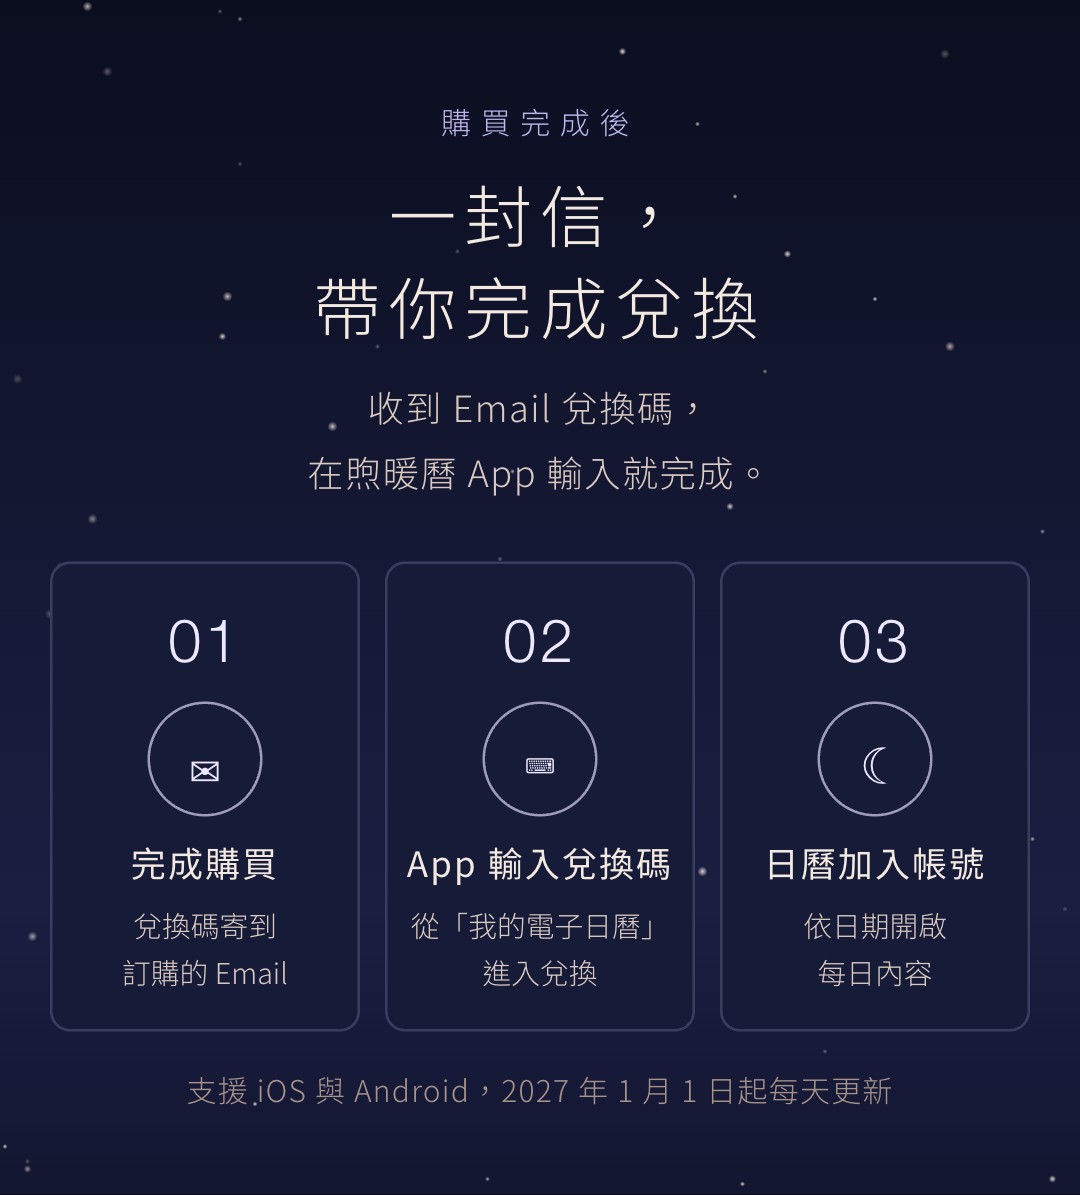 購買完成後
一封信，
帶你完成兌換
收到 Email 兌換碼，
在煦暖曆 App 輸入就完成。
01
完成購買
兌換碼寄到
訂購的 Email
02
App 輸入兌換碼
從「我的電子日曆」
進入兌換
03
日曆加入帳號
依日期開啟
每日內容
支援 iOS 與 Android，2027 年 1 月 1 日起每天更新